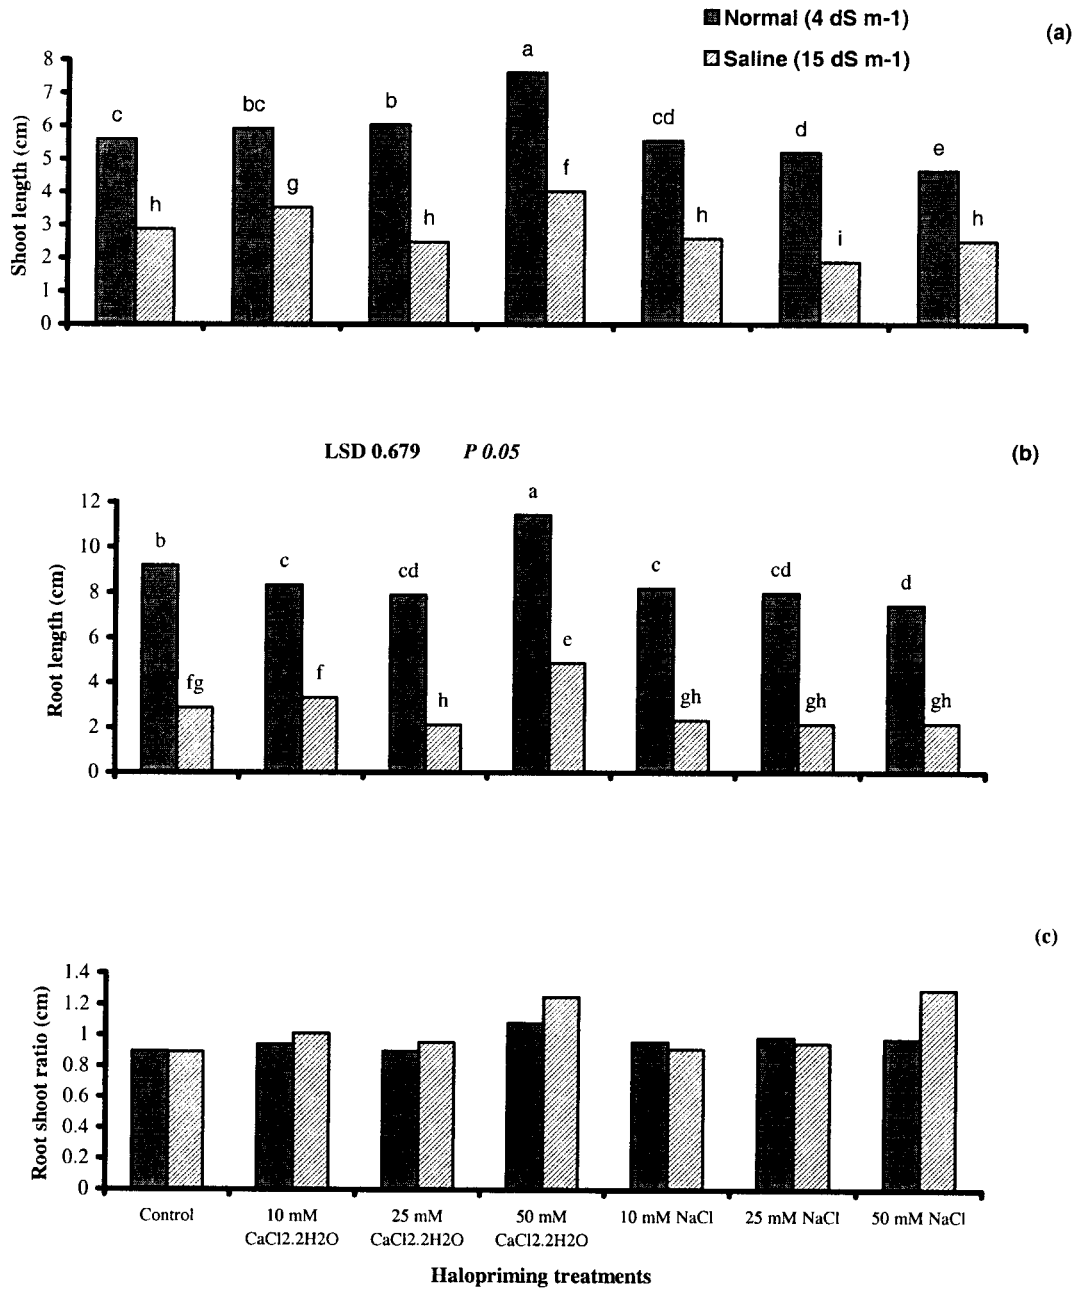 Normal (4 dS m-1)
(a)
Saline (15 dS m-1)
8
7
6
5
4
3
2
1
0
Shoot length (cm)
c
h
bc
g
b
h
a
f
cd
h
d
i
e
h
LSD 0.679 P 0.05
(b)
12
10
8
6
4
2
0
Root length (cm)
b
fg
c
f
cd
h
a
e
c
gh
cd
gh
d
gh
(c)
1.4
1.2
1
0.8
0.6
0.4
0.2
0
Root shoot ratio (cm)
Control
10 mM
CaCl2.2H2O
25 mM
CaCl2.2H2O
50 mM
CaCl2.2H2O
10 mM NaCl
25 mM NaCl
50 mM NaCl
Halopriming treatments